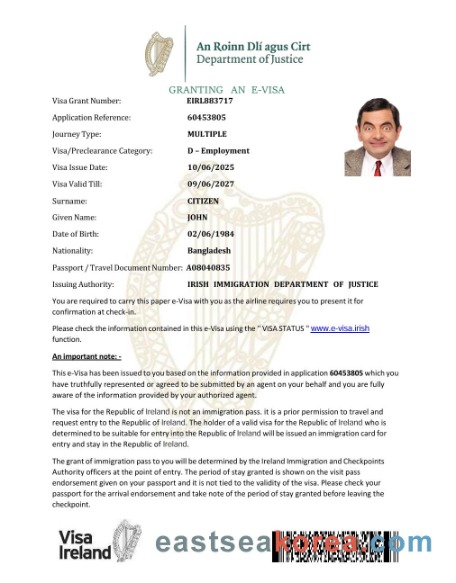 An Roinn Dlí agus Cirt
Department of Justice
GRANTING AN E-VISA
Visa Grant Number: EIRL883717
Application Reference: 60453805
Journey Type: MULTIPLE
Visa/Preclearance Category: D – Employment
Visa Issue Date: 10/06/2025
Visa Valid Till: 09/06/2027
Surname: CITIZEN
Given Name: JOHN
Date of Birth: 02/06/1984
Nationality: Bangladesh
Passport / Travel Document Number: A08040835
Issuing Authority: IRISH IMMIGRATION DEPARTMENT OF JUSTICE
You are required to carry this paper e-Visa with you as the airline requires you to present it for
confirmation at check-in.
Please check the information contained in this e-Visa using the " VISA STATUS " www.e-visa.irish
function.
An important note: -
This e-Visa has been issued to you based on the information provided in application 60453805 which you
have truthfully represented or agreed to be submitted by an agent on your behalf and you are fully
aware of the information provided by your authorized agent.
The visa for the Republic of Ireland is not an immigration pass. it is a prior permission to travel and
request entry to the Republic of Ireland. The holder of a valid visa for the Republic of Ireland who is
determined to be suitable for entry into the Republic of Ireland will be issued an immigration card for
entry and stay in the Republic of Ireland.
The grant of immigration pass to you will be determined by the Ireland Immigration and Checkpoints
Authority officers at the point of entry. The period of stay granted is shown on the visit pass
endorsement given on your passport and it is not tied to the validity of the visa. Please check your
passport for the arrival endorsement and take note of the period of stay granted before leaving the
checkpoint.
Visa
Ireland
eastseakorea.com